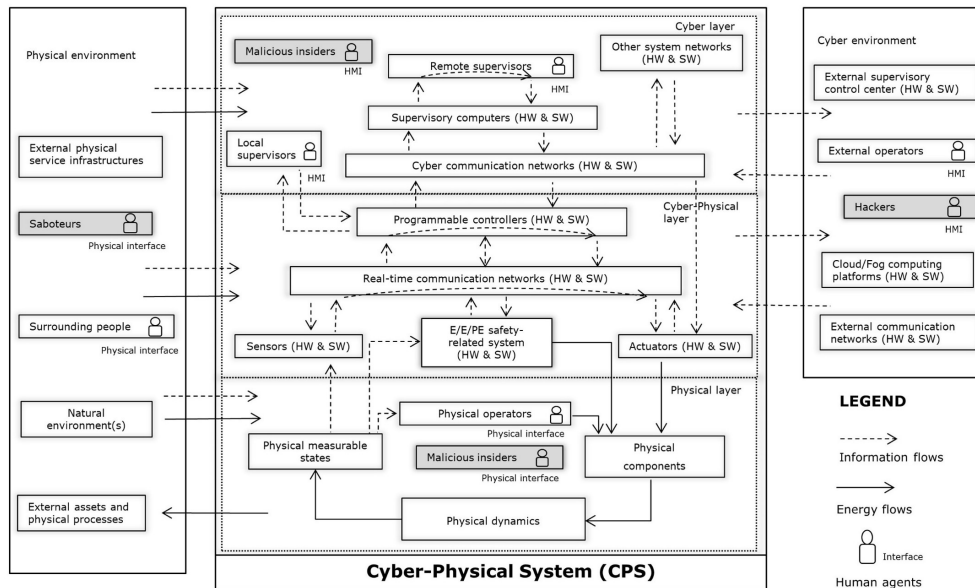 Physical environment
External physical
service infrastructures
Saboteurs
Physical interface
Surrounding people
Physical interface
Natural
environment(s)
External assets and
physical processes
Cyber layer
Malicious insiders
HMI
Remote supervisors
HMI
Other system networks
(HW & SW)
Supervisory computers (HW & SW)
Local
supervisors
HMI
Cyber communication networks (HW & SW)
Cyber-Physical
layer
Programmable controllers (HW & SW)
Real-time communication networks (HW & SW)
Sensors (HW & SW)
E/E/PE safety-
related system
(HW & SW)
Actuators (HW & SW)
Physical layer
Physical operators
Physical interface
Physical measurable
states
Malicious insiders
Physical interface
Physical
components
Physical dynamics
Cyber-Physical System (CPS)
Cyber environment
External supervisory
control center (HW & SW)
External operators
HMI
Hackers
HMI
Cloud/Fog computing
platforms (HW & SW)
External communication
networks (HW & SW)
LEGEND
Information flows
Energy flows
Interface
Human agents